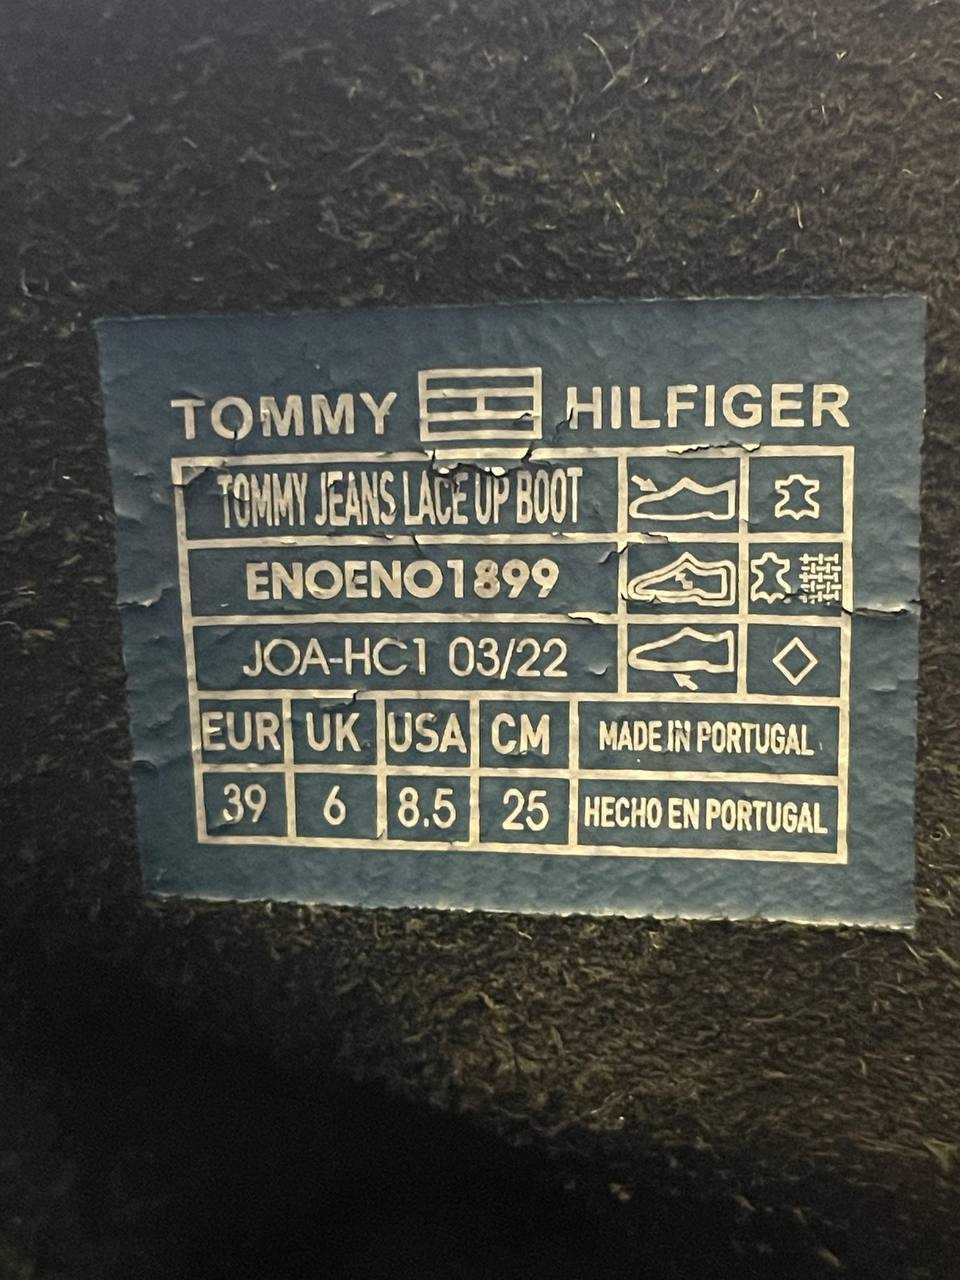 TOMMY HILFIGER
TOMMY JEANS LACE UP BOOT
ENOENO1899
JOA-HC1 03/22
EUR UK USA CM MADE IN PORTUGAL
39 6 8.5 25 HECHO EN PORTUGAL